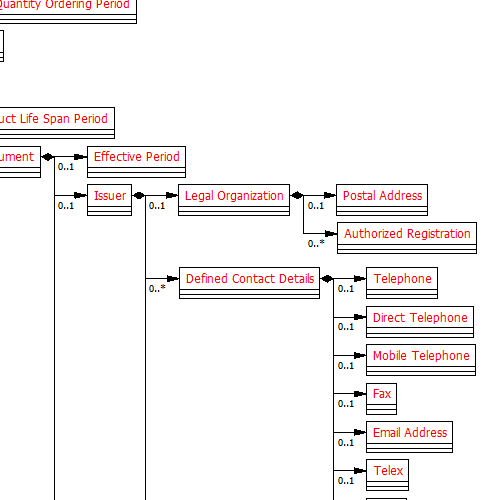 Quantity Ordering Period
uct Life Span Period
ument
0..1
Effective Period
0..1
Issuer
0..1
Legal Organization
0..1
Postal Address
0..*
Authorized Registration
0..*
Defined Contact Details
0..1
Telephone
0..1
Direct Telephone
0..1
Mobile Telephone
0..1
Fax
0..1
Email Address
0..1
Telex